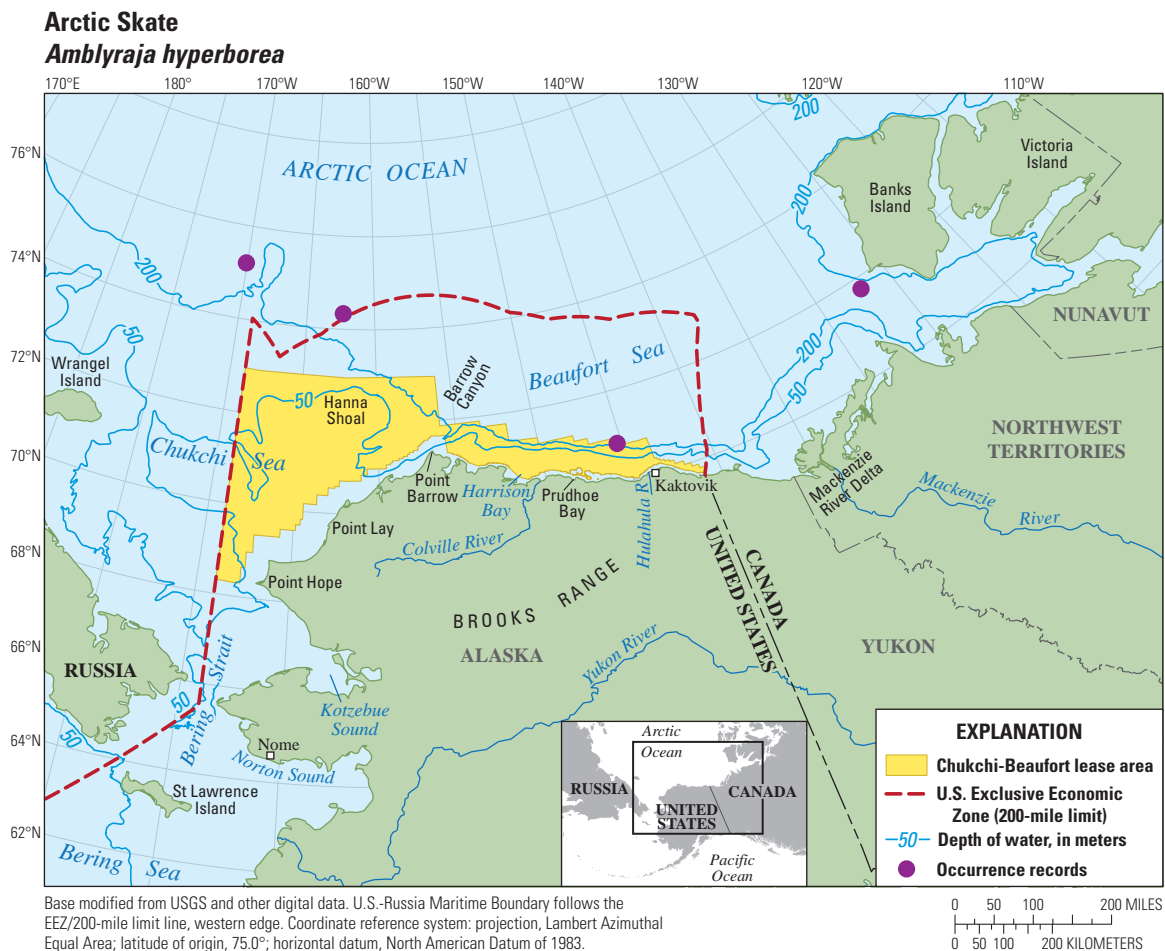 Arctic Skate
Amblyraja hyperborea
170°E 180° 170°W 160°W 150°W 140°W 130°W 120°W 110°W
200
76°N
ARCTIC OCEAN
Victoria
Island
Banks
Island
200
74°N
200
NUNAVUT
50
72°N
Wrangel
Island
Beaufort Sea
Barrow
Canyon
200
50
50
Hanna
Shoal
NORTHWEST
TERRITORIES
70°N
Chukchi Sea
Point
Barrow
Harrison
Bay
Prudhoe
Bay
Hulahula R.
Kaktovik
Mackenzie
River Delta
Mackenzie
River
Point Lay
Colville River
68°N
Point Hope
CANADA
UNITED STATES
BROOKS RANGE
66°N
RUSSIA
ALASKA
YUKON
Yukon River
Bering Strait
50
Kotzebue
Sound
64°N
50
Nome
Norton Sound
St Lawrence
Island
62°N
Bering Sea
Arctic
Ocean
RUSSIA
CANADA
UNITED
STATES
Pacific
Ocean
EXPLANATION
Chukchi-Beaufort lease area
U.S. Exclusive Economic
Zone (200-mile limit)
50 Depth of water, in meters
Occurrence records
Base modified from USGS and other digital data. U.S.-Russia Maritime Boundary follows the
EEZ/200-mile limit line, western edge. Coordinate reference system: projection, Lambert Azimuthal
Equal Area; latitude of origin, 75.0°; horizontal datum, North American Datum of 1983.
0 50 100 200 MILES
0 50 100 200 KILOMETERS